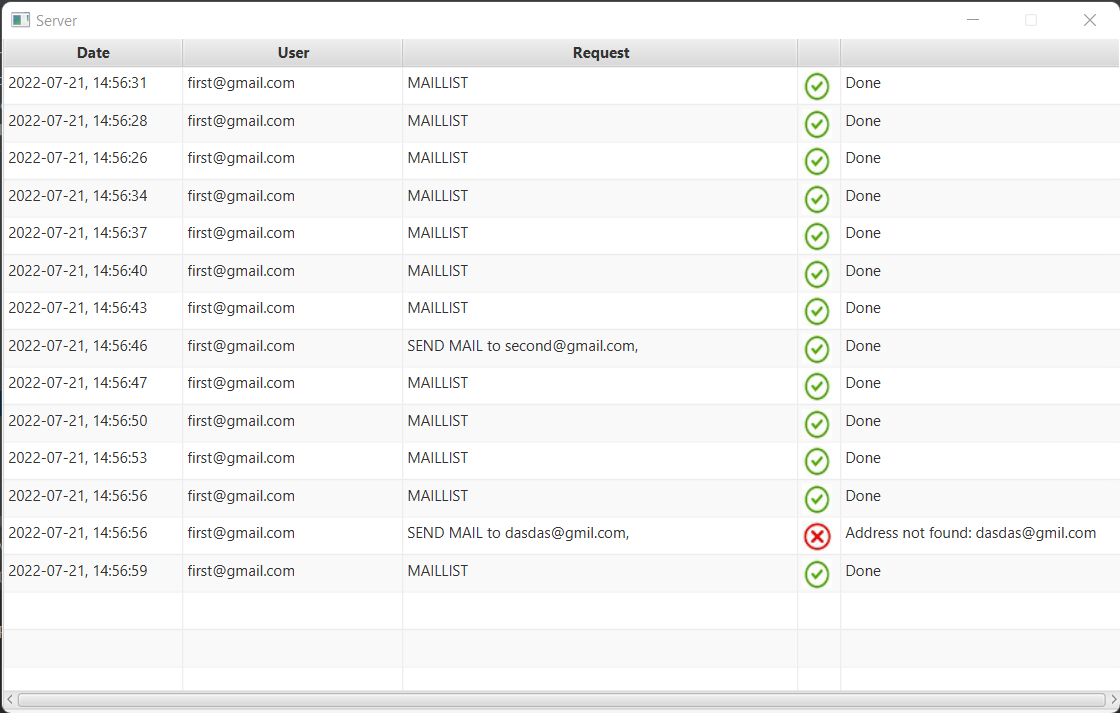 Server
Date User Request
2022-07-21, 14:56:31 first@gmail.com MAILLIST Done
2022-07-21, 14:56:28 first@gmail.com MAILLIST Done
2022-07-21, 14:56:26 first@gmail.com MAILLIST Done
2022-07-21, 14:56:34 first@gmail.com MAILLIST Done
2022-07-21, 14:56:37 first@gmail.com MAILLIST Done
2022-07-21, 14:56:40 first@gmail.com MAILLIST Done
2022-07-21, 14:56:43 first@gmail.com MAILLIST Done
2022-07-21, 14:56:46 first@gmail.com SEND MAIL to second@gmail.com, Done
2022-07-21, 14:56:47 first@gmail.com MAILLIST Done
2022-07-21, 14:56:50 first@gmail.com MAILLIST Done
2022-07-21, 14:56:53 first@gmail.com MAILLIST Done
2022-07-21, 14:56:56 first@gmail.com MAILLIST Done
2022-07-21, 14:56:56 first@gmail.com SEND MAIL to dasdas@gmil.com, Address not found: dasdas@gmil.com
2022-07-21, 14:56:59 first@gmail.com MAILLIST Done